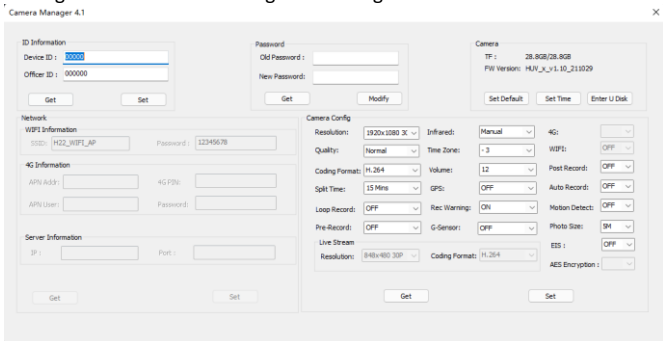 Camera Manager 4.1
ID Information
Device ID : 00000
Officer ID : 000000
Get Set
Password
Old Password :
New Password:
Get Modify
Camera
TF : 28.8GB/28.8GB
FW Version: HUV_x_v1.10_211029
Set Default Set Time Enter U Disk
Network
WIFI Information
SSID: H22_WIFI_AP Password : 12345678
4G Information
APN Addr: 4G PIN:
APN User: Password:
Server Information
IP : Port :
Get Set
Camera Config
Resolution: 1920x1080 3( Infrared: Manual 4G:
Quality: Normal Time Zone: - 3 WIFI: OFF
Coding Format: H.264 Volume: 12 Post Record: OFF
Split Time: 15 Mins GPS: OFF Auto Record: OFF
Loop Record: OFF Rec Warning: ON Motion Detect: OFF
Pre-Record: OFF G-Sensor: OFF Photo Size: 5M
Live Stream
EIS : OFF
Resolution: 848x480 30P Coding Format: H.264
AES Encryption :
Get Set